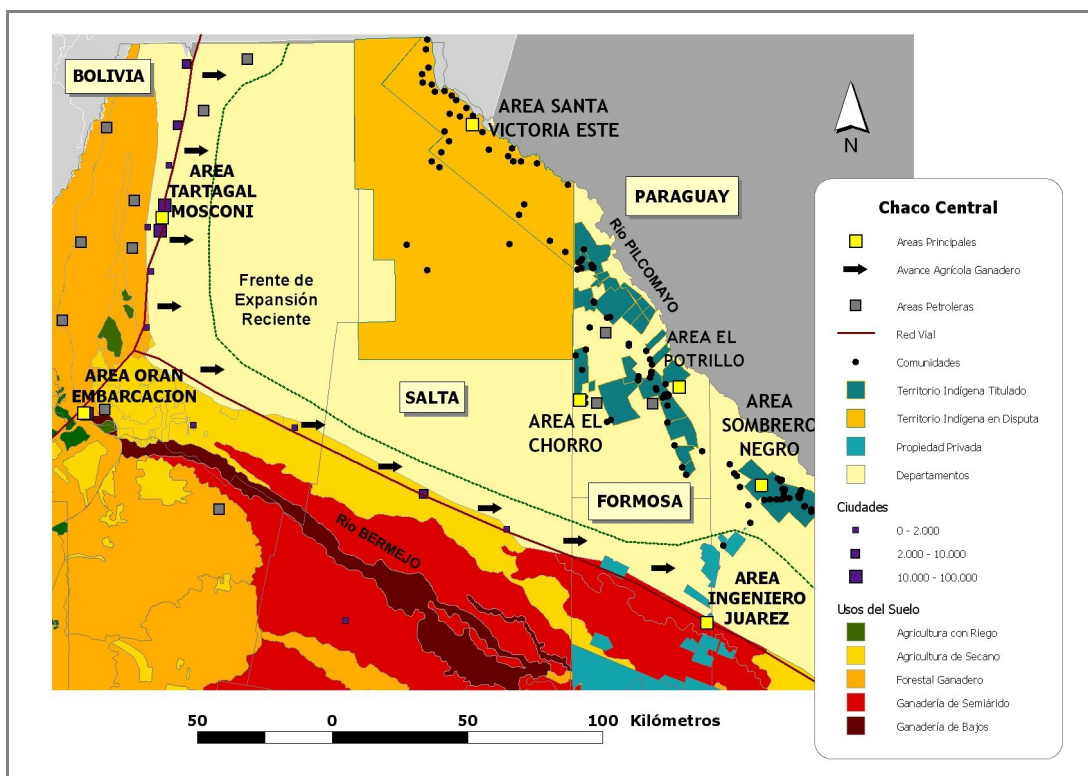 BOLIVIA
AREA SANTA
VICTORIA ESTE
N
AREA
TARTAGAL
MOSCONI
PARAGUAY
Río PILCOMAYO
Frente de
Expansión
Reciente
AREA EL
POTRILLO
AREA ORAN
EMBARCACION
SALTA
AREA EL
CHORRO
AREA
SOMBRERO
NEGRO
FORMOSA
Río BERMEJO
AREA
INGENIERO
JUAREZ
50 0 50 100 Kilómetros
Chaco Central
Areas Principales
Avance Agrícola Ganadero
Areas Petroleras
Red Vial
Comunidades
Territorio Indígena Titulado
Territorio Indígena en Disputa
Propiedad Privada
Departamentos
Ciudades
0 - 2.000
2.000 - 10.000
10.000 - 100.000
Usos del Suelo
Agricultura con Riego
Agricultura de Secano
Forestal Ganadero
Ganadería de Semiárido
Ganadería de Bajos